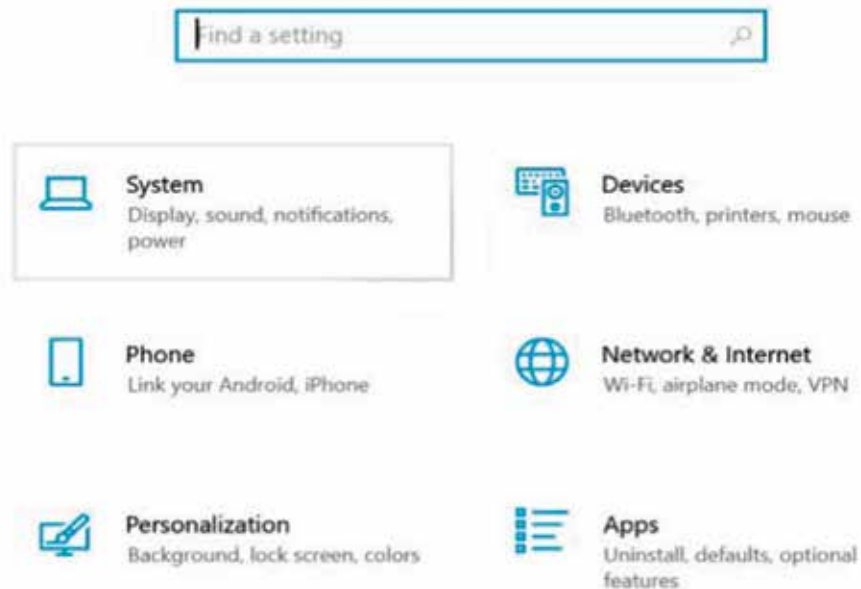 Find a setting
System
Display, sound, notifications,
power
Devices
Bluetooth, printers, mouse
Phone
Link your Android, iPhone
Network & Internet
Wi-Fi, airplane mode, VPN
Personalization
Background, lock screen, colors
Apps
Uninstall, defaults, optional
features